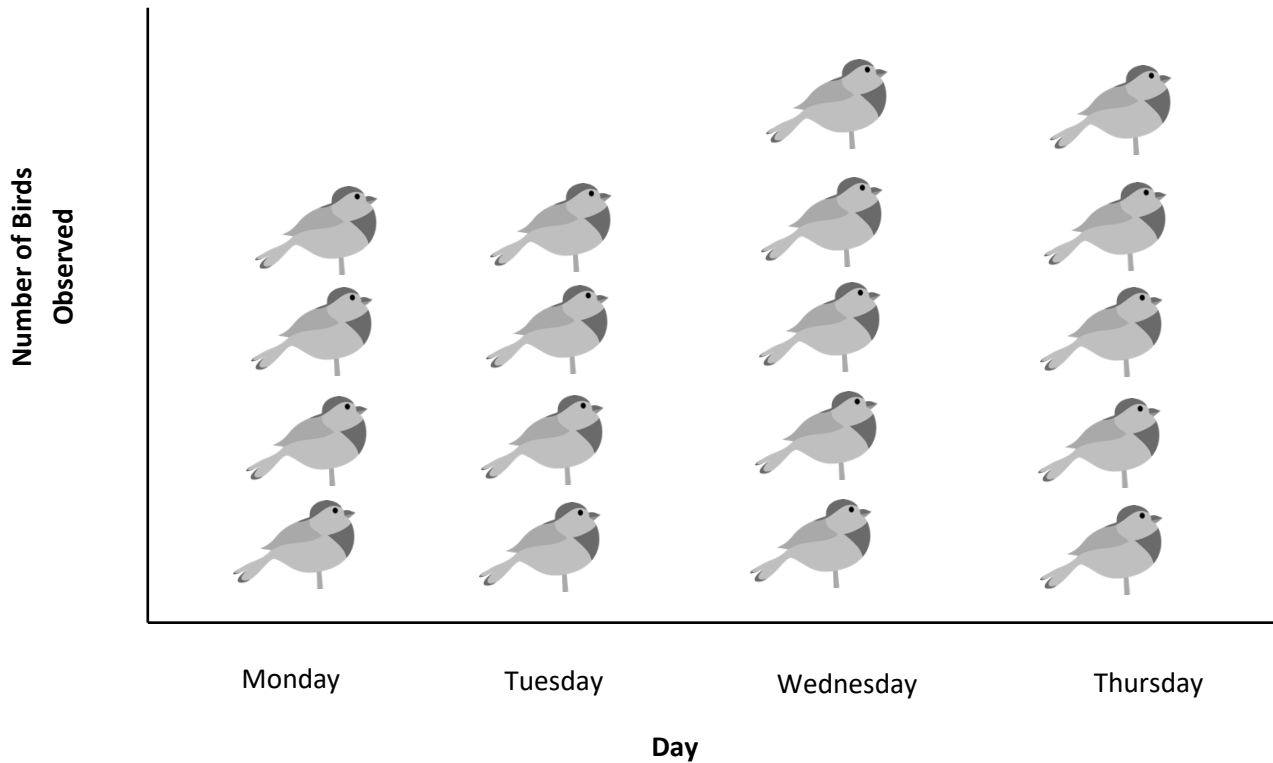 Number of Birds
Observed
Monday
Tuesday
Wednesday
Thursday
Day